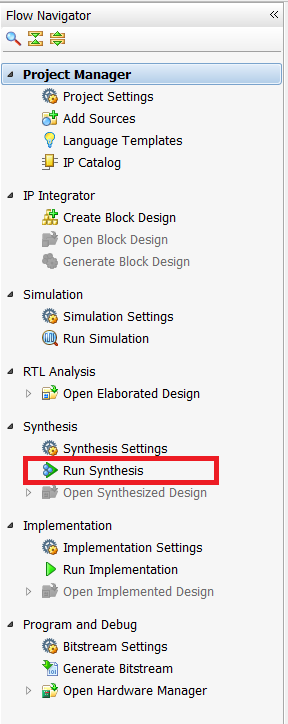 Flow Navigator
Project Manager
Project Settings
Add Sources
Language Templates
IP Catalog
IP Integrator
Create Block Design
Open Block Design
Generate Block Design
Simulation
Simulation Settings
Run Simulation
RTL Analysis
Open Elaborated Design
Synthesis
Synthesis Settings
Run Synthesis
Open Synthesized Design
Implementation
Implementation Settings
Run Implementation
Open Implemented Design
Program and Debug
Bitstream Settings
Generate Bitstream
Open Hardware Manager